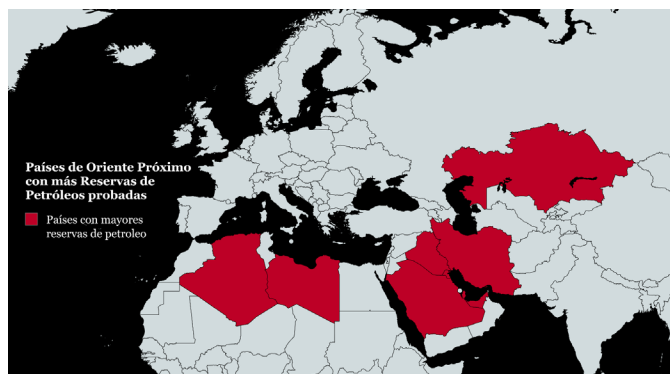 Países de Oriente Próximo
con más Reservas de
Petróleos probadas
Países con mayores
reservas de petroleo